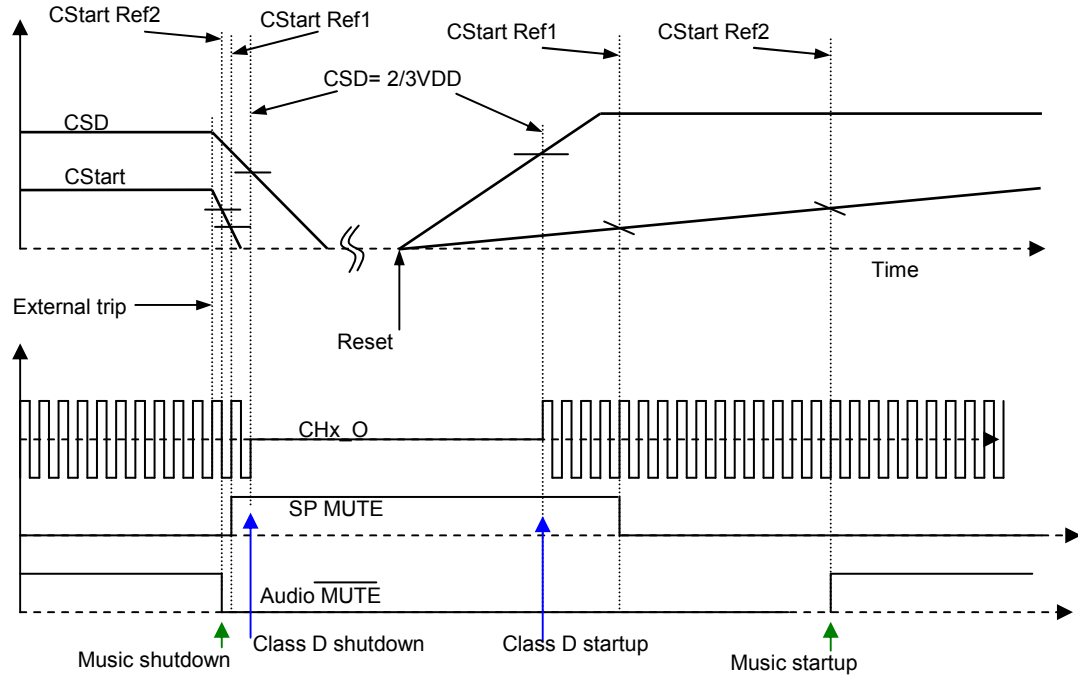 CStart Ref2
CStart Ref1
CStart Ref1
CStart Ref2
CSD= 2/3VDD
CSD
CStart
Time
External trip
Reset
CHx_O
SP MUTE
Audio MUTE
Music shutdown
Class D shutdown
Class D startup
Music startup